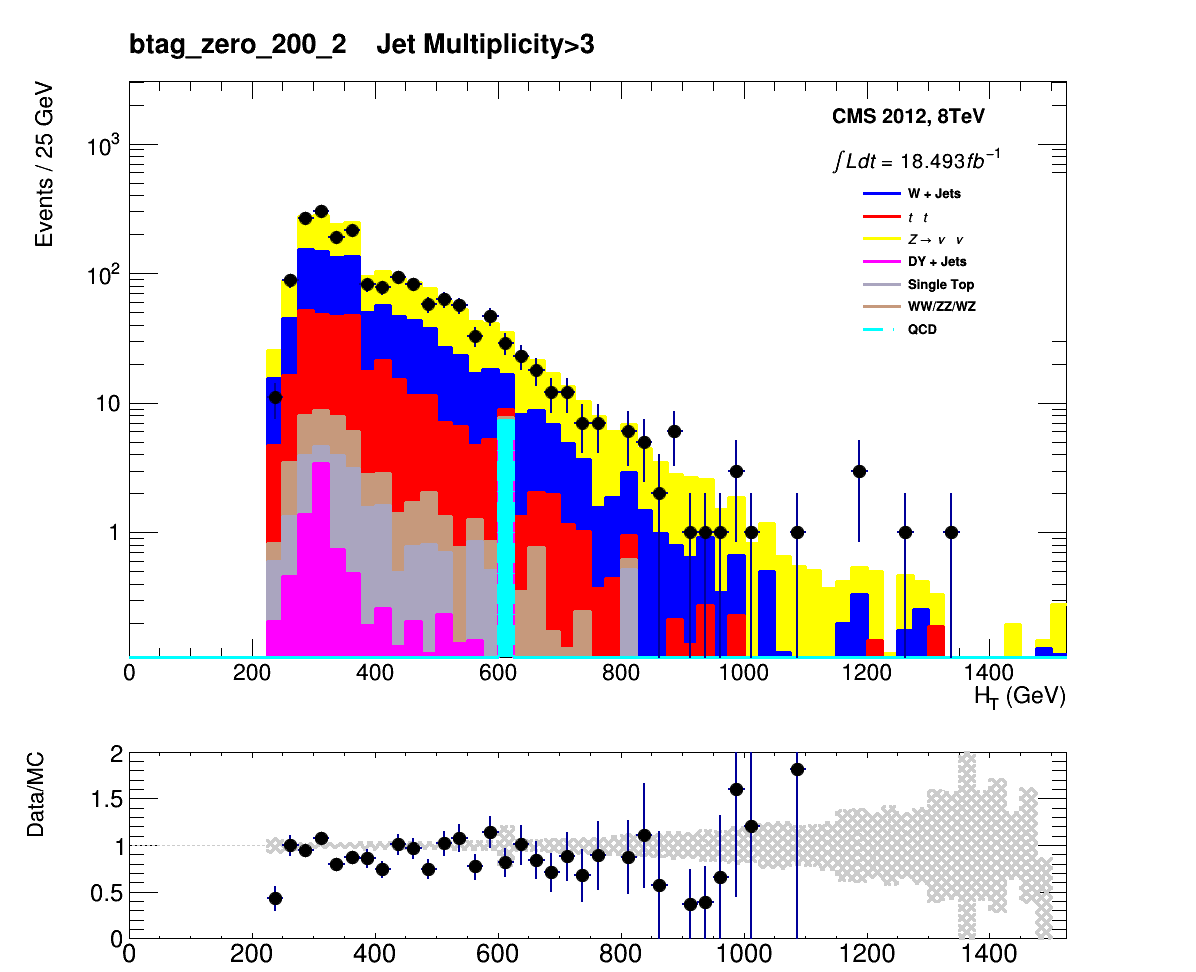 btag_zero_200_2 Jet Multiplicity>3
Events / 25 GeV
10³
10²
10
1
CMS 2012, 8TeV
∫Ldt = 18.493fb⁻¹
W + Jets
t t
Z → ν ν
DY + Jets
Single Top
WW/ZZ/WZ
QCD
0 200 400 600 800 1000 1200 1400
H_T (GeV)
Data/MC
2
1.5
1
0.5
0
0 200 400 600 800 1000 1200 1400